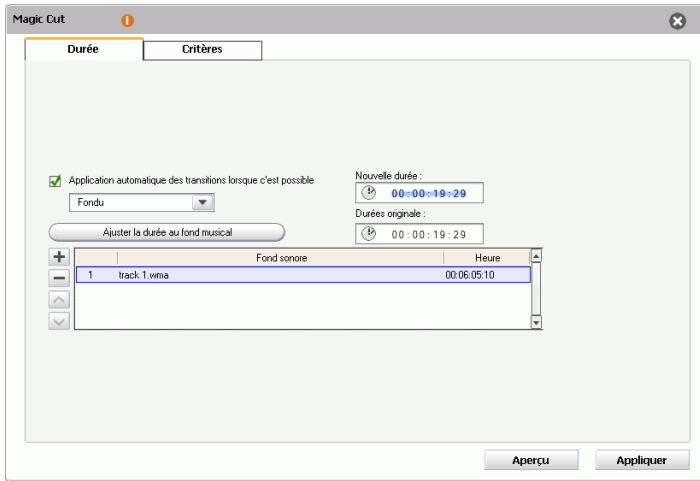 Magic Cut
Durée
Critères
Application automatique des transitions lorsque c'est possible
Fondu
Nouvelle durée :
00:00:19:29
Durées originale :
00:00:19:29
Ajuster la durée au fond musical
Fond sonore Heure
1 track 1.wma 00:06:05:10
Aperçu
Appliquer